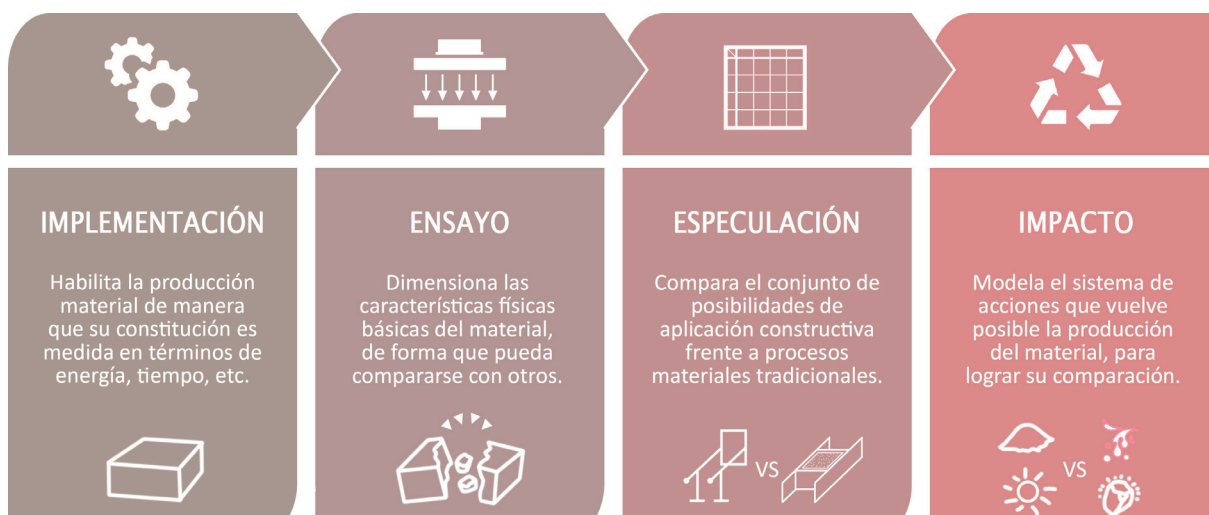 IMPLEMENTACIÓN
Habilita la producción
material de manera
que su constitución es
medida en términos de
energía, tiempo, etc.
ENSAYO
Dimensiona las
características físicas
básicas del material,
de forma que pueda
compararse con otros.
ESPECULACIÓN
Compara el conjunto de
posibilidades de
aplicación constructiva
frente a procesos
materiales tradicionales.
VS
IMPACTO
Modela el sistema de
acciones que vuelve
posible la producción
del material, para
lograr su comparación.
VS